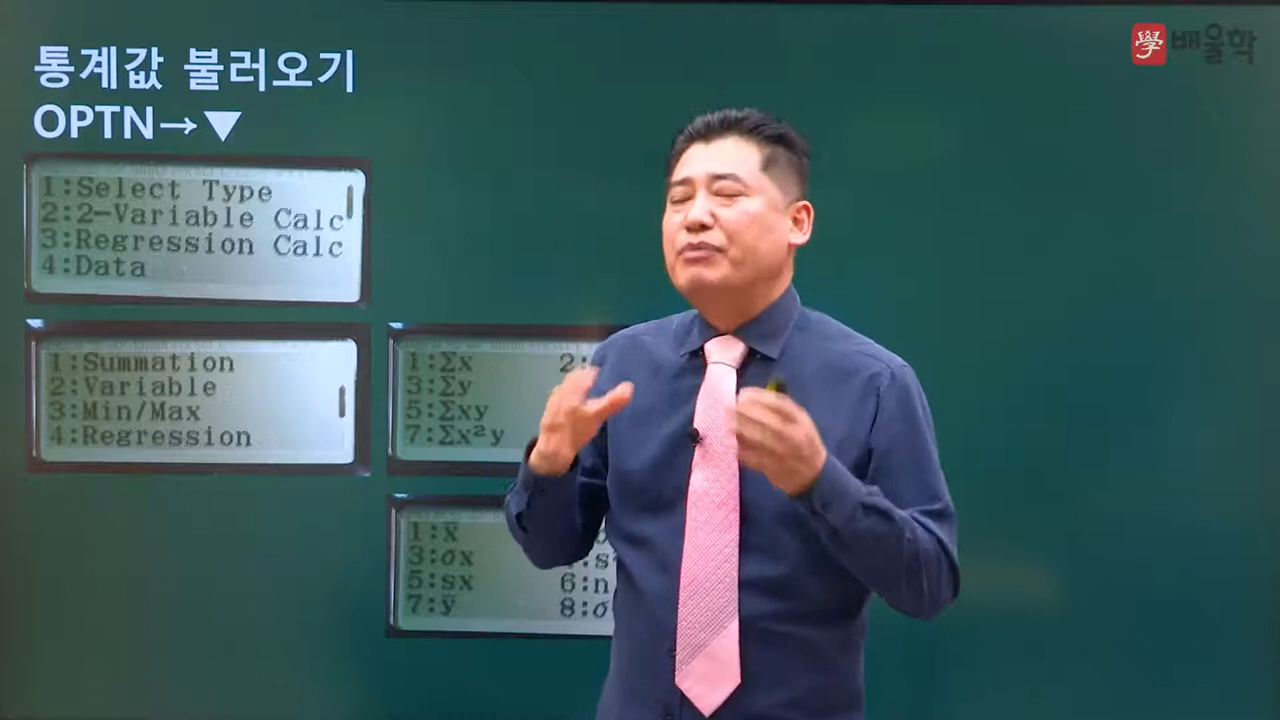 통계값 불러오기
OPTN→▼
學 배울학
1:Select Type
2:2-Variable Calc
3:Regression Calc
4:Data
1:Summation
2:Variable
3:Min/Max
4:Regression
1:Σx 2:
3:Σy
5:Σxy
7:Σx²y
1:x̅
3:σx
5:sx 6:n
7:y̅ 8:σ